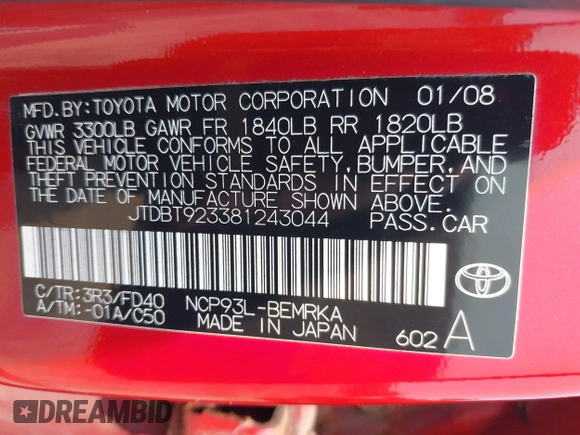 MFD.BY:TOYOTA MOTOR CORPORATION 01/08
GVWR 3300LB GAWR FR 1840LB RR 1820LB
THIS VEHICLE CONFORMS TO ALL APPLICABLE
FEDERAL MOTOR VEHICLE SAFETY, BUMPER, AND
THEFT PREVENTION STANDARDS IN EFFECT ON
THE DATE OF MANUFACTURE SHOWN ABOVE.
JTDBT923381243044 PASS.CAR
C/TR:3R3/FD40 NCP93L-BEMRKA
A/TM:-01A/C50 MADE IN JAPAN 602 A
TOYOTA
DREAMBID